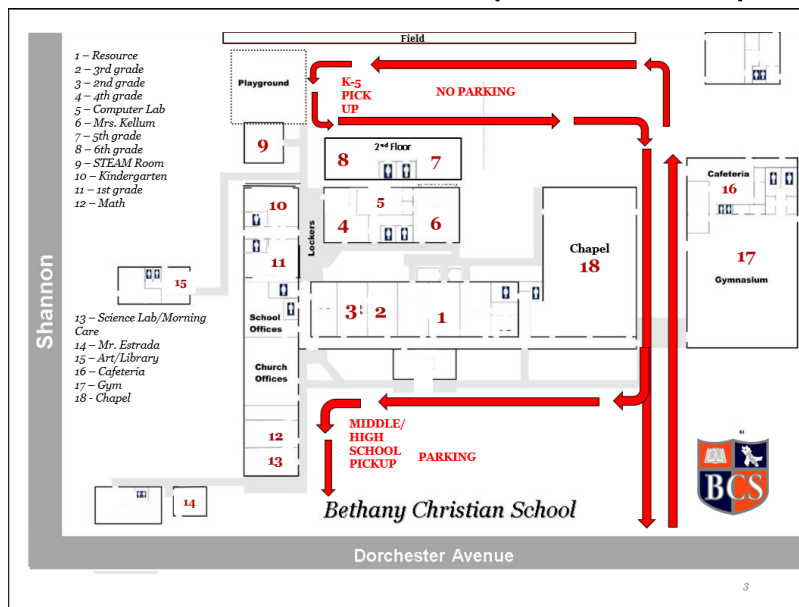 Field
1 – Resource
2 – 3rd grade
3 – 2nd grade
4 – 4th grade
5 – Computer Lab
6 – Mrs. Kellum
7 – 5th grade
8 – 6th grade
9 – STEAM Room
10 – Kindergarten
11 – 1st grade
12 – Math
Playground
K-5
PICK
UP
NO PARKING
9
2nd Floor
8
7
10
Lockers
4
5
6
Cafeteria
16
11
15
Chapel
18
17
Gymnasium
Shannon
13 – Science Lab/Morning
Care
14 – Mr. Estrada
15 – Art/Library
16 – Cafeteria
17 – Gym
18 - Chapel
School
Offices
3
2
1
Church
Offices
12
13
MIDDLE/
HIGH
SCHOOL
PICKUP
PARKING
14
Bethany Christian School
BCS
Dorchester Avenue
3